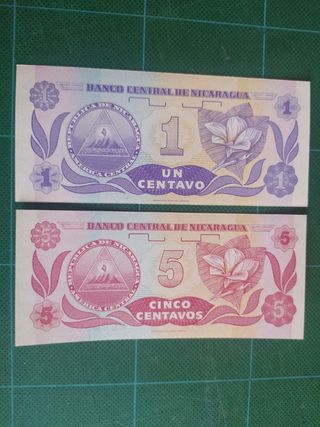 BANCO CENTRAL DE NICARAGUA
1
1
REPUBLICA DE NICARAGUA
AMERICA CENTRAL
1
UN
CENTAVO
1
1
BANCO CENTRAL DE NICARAGUA
5
5
REPUBLICA DE NICARAGUA
AMERICA CENTRAL
5
CINCO
CENTAVOS
5
5